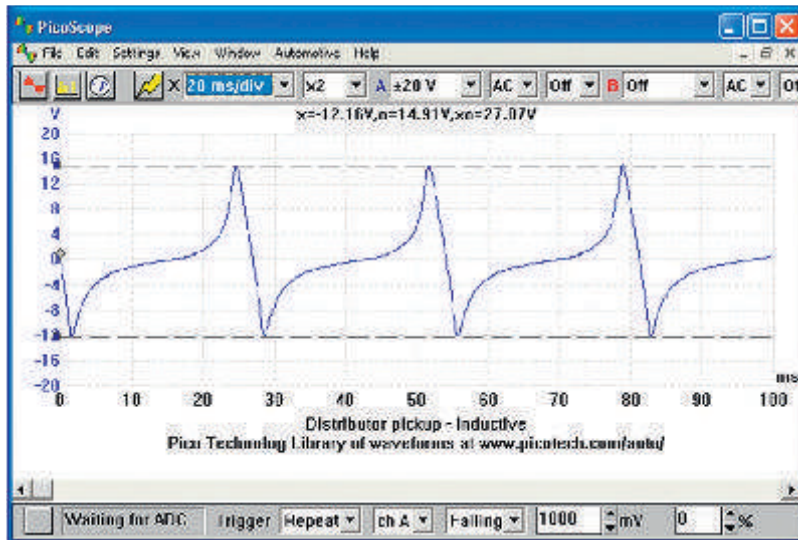 PicoScope
File Edit Settings View Window Automotive Help
X 20 ms/div x2 A ±20 V AC Off B Off AC
x=-12.16V,o=14.91V,xo=27.07V
V
20
16
12
8
4
0
-4
-8
-12
-16
-20
ms
0 10 20 30 40 50 60 70 80 90 100
Distributor pickup - Inductive
Pico Technolog Library of waveforms at www.picotech.com/auto/
Waiting for ADC Trigger Repeat ch A Falling 1000 mV 0 %